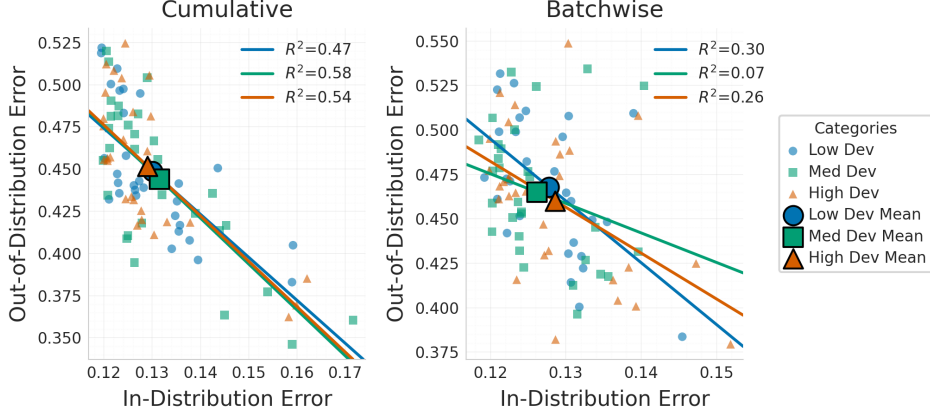 Cumulative
Batchwise
R²=0.47
R²=0.58
R²=0.54
R²=0.30
R²=0.07
R²=0.26
Out-of-Distribution Error
0.525
0.500
0.475
0.450
0.425
0.400
0.375
0.350
0.12 0.13 0.14 0.15 0.16 0.17
In-Distribution Error
Out-of-Distribution Error
0.550
0.525
0.500
0.475
0.450
0.425
0.400
0.375
0.12 0.13 0.14 0.15
In-Distribution Error
Categories
Low Dev
Med Dev
High Dev
Low Dev Mean
Med Dev Mean
High Dev Mean